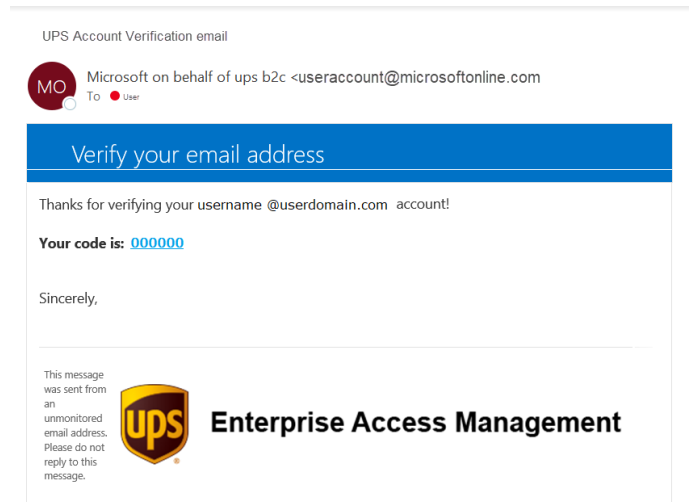 UPS Account Verification email
MO
Microsoft on behalf of ups b2c <useraccount@microsoftonline.com
To User
Verify your email address
Thanks for verifying your username @userdomain.com account!
Your code is: 000000
Sincerely,
This message
was sent from
an
unmonitored
email address.
Please do not
reply to this
message.
ups
Enterprise Access Management